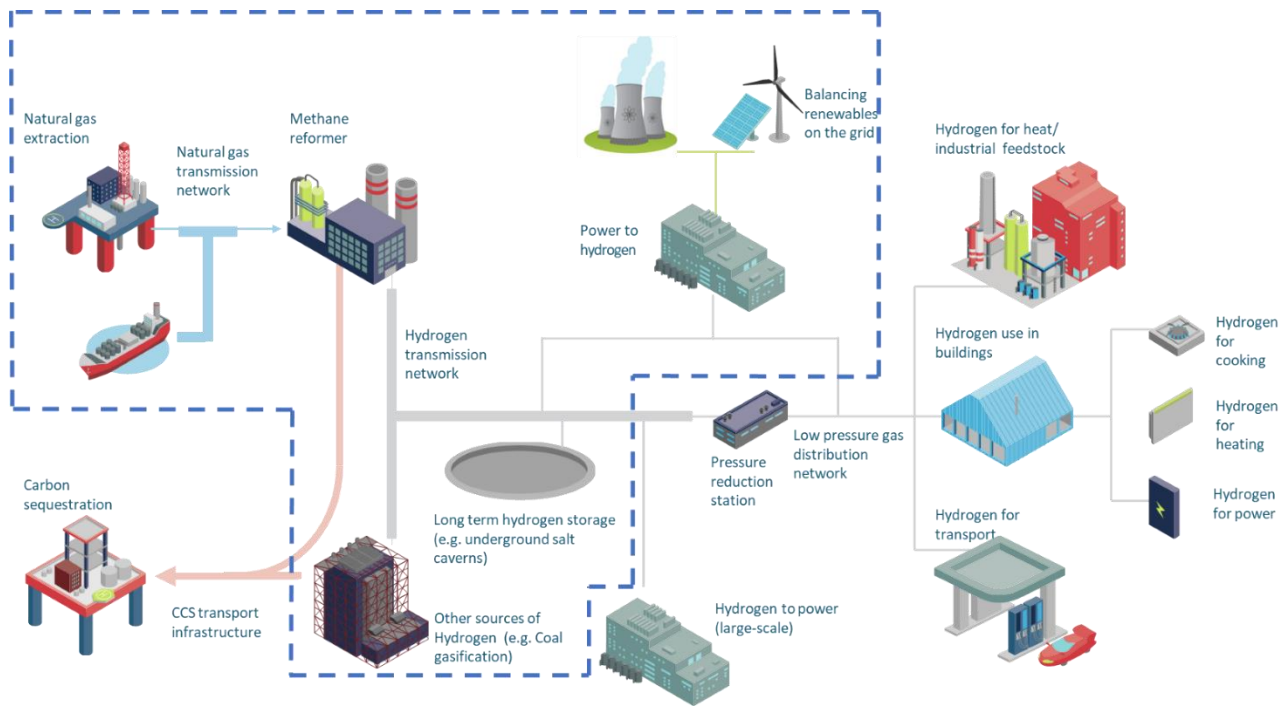 Natural gas
extraction
Natural gas
transmission
network
Methane
reformer
Balancing
renewables
on the grid
Power to
hydrogen
Hydrogen for heat/
industrial feedstock
Hydrogen
transmission
network
Hydrogen use in
buildings
Hydrogen
for
cooking
Hydrogen
for
heating
Hydrogen
for power
Low pressure gas
distribution
network
Pressure
reduction
station
Carbon
sequestration
CCS transport
infrastructure
Long term hydrogen storage
(e.g. underground salt
caverns
Other sources of
Hydrogen (e.g. Coal
gasification)
Hydrogen to power
(large-scale)
Hydrogen for
transport
H